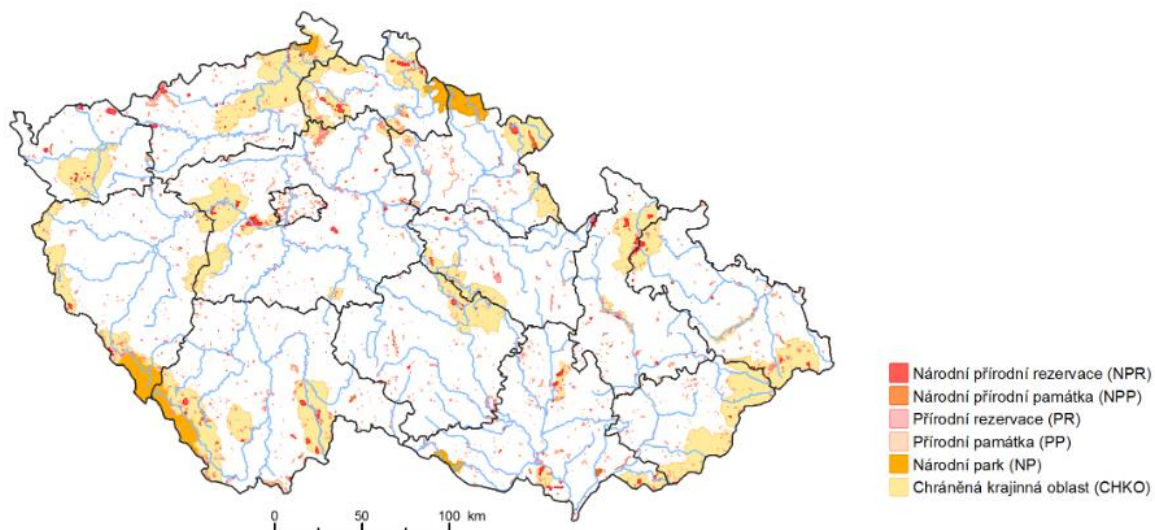 Národní přírodní rezervace (NPR)
Národní přírodní památka (NPP)
Přírodní rezervace (PR)
Přírodní památka (PP)
Národní park (NP)
Chráněná krajinná oblast (CHKO)
0 50 100 km